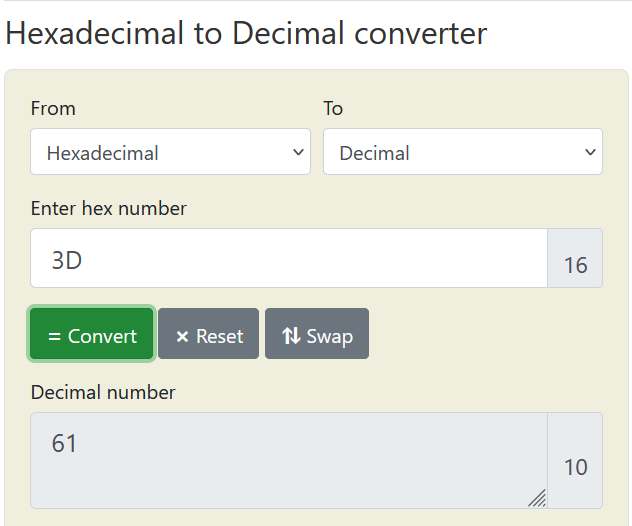 Hexadecimal to Decimal converter
From To
Hexadecimal Decimal
Enter hex number
3D 16
= Convert × Reset Swap
Decimal number
61
10